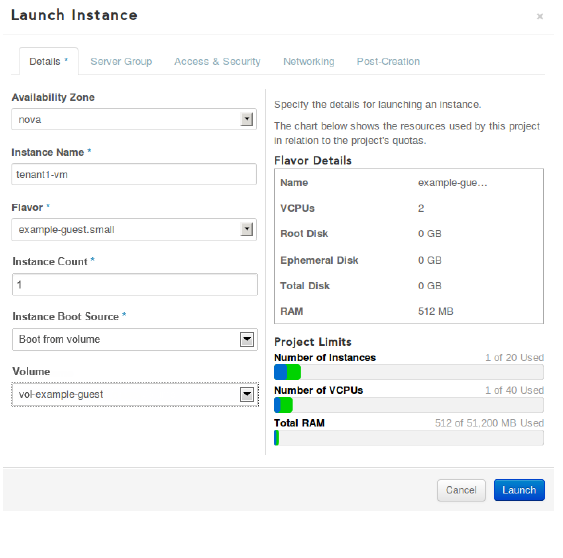 Launch Instance
×
Details *
Server Group
Access & Security
Networking
Post-Creation
Availability Zone
nova
Instance Name *
tenant1-vm
Flavor *
example-guest.small
Instance Count *
1
Instance Boot Source *
Boot from volume
Volume
vol-example-guest
Specify the details for launching an instance.
The chart below shows the resources used by this project
in relation to the project's quotas.
Flavor Details
Name example-gue...
VCPUs 2
Root Disk 0 GB
Ephemeral Disk 0 GB
Total Disk 0 GB
RAM 512 MB
Project Limits
Number of Instances 1 of 20 Used
Number of VCPUs 1 of 40 Used
Total RAM 512 of 51,200 MB Used
Cancel
Launch